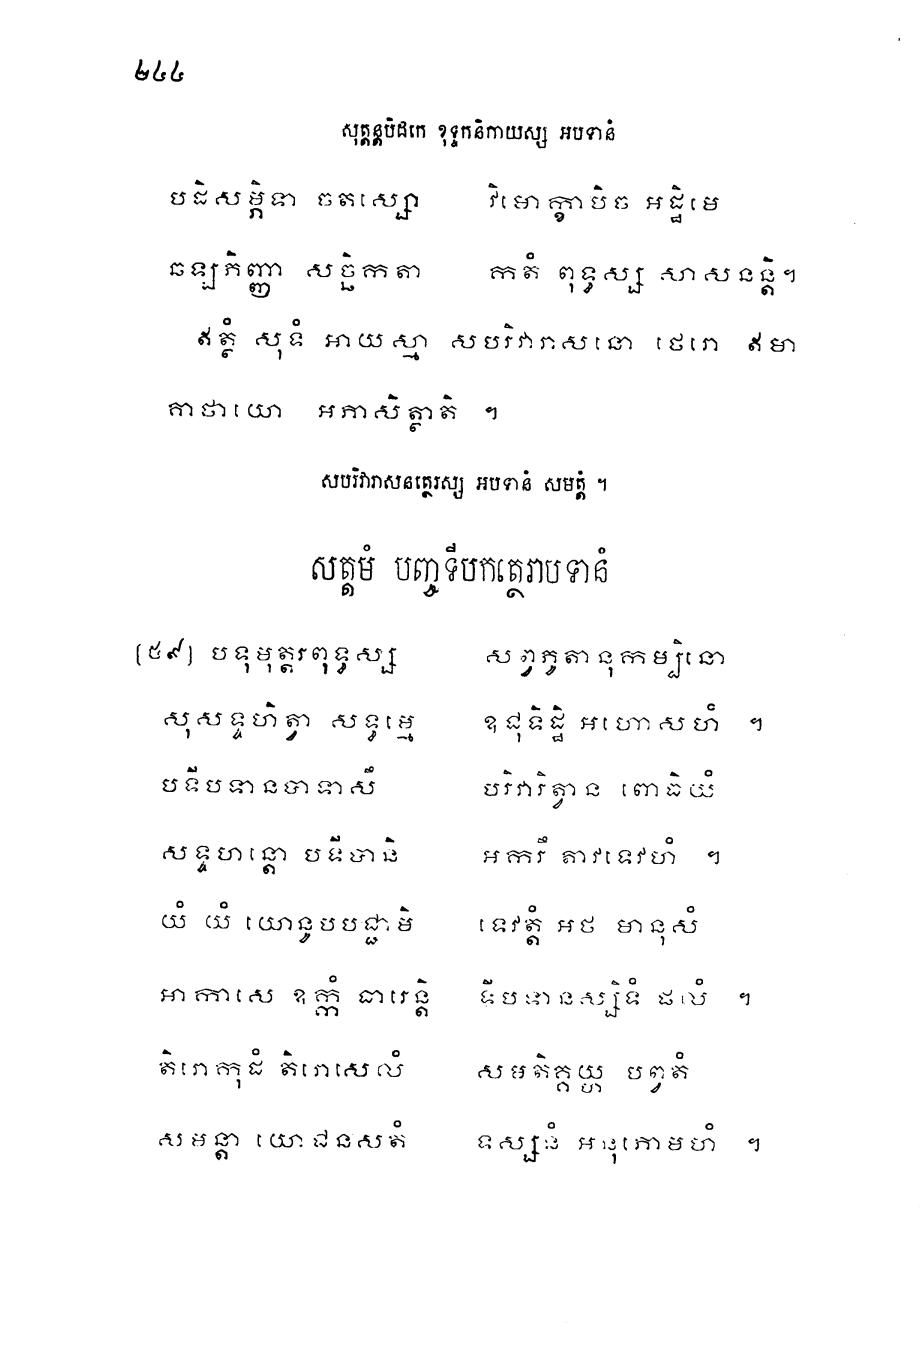 ២៤៤
សុត្តន្តបិដកេ ខុទ្ទកនិកាយស្ស អបទានំ
បដិសម្ភិទា ចតស្សោ វិមោក្ខាបិច អដ្ឋិមេ
ឆឡភិញ្ញា សច្ឆិកតា កតំ ពុទ្ធស្ស សាសនន្តិ។
ឥត្ថំ សុទំ អាយស្មា សបរិវារាសនោ ថេរោ ឥមា
គាថាយោ អភាសិត្ថាតិ ។
សបរិវារាសនត្ថេរស្ស អបទានំ សមត្តំ ។
សត្តមំ បញ្ចទីបកត្ថេរាបទានំ
[៥៩] បទុមុត្តរពុទ្ធស្ស សព្វភូតានុកម្បិនោ
សុសទ្ទហិត្វា សទ្ធម្មេ ឧជុទិដ្ឋិ អហោសហំ ។
បទីបទានបាទាសឹ បរិវារិត្វាន ពោធិយំ
សទ្ទហន្តោ បទីបានិ អករឹ តាវទេវហំ ។
យំ យំ យោនូបបជ្ជាមិ ទេវត្តំ អថ មានុសំ
អាកាសេ ឧក្កំ ធារេន្តិ ទីបទានស្សិទំ ផលំ ។
តិរោកុដ្ឌំ តិរោសេលំ សមតិគ្គយ្ហ បព្វតំ
សមន្តា យោជនសតំ ទស្សនំ អនុភោមហំ ។